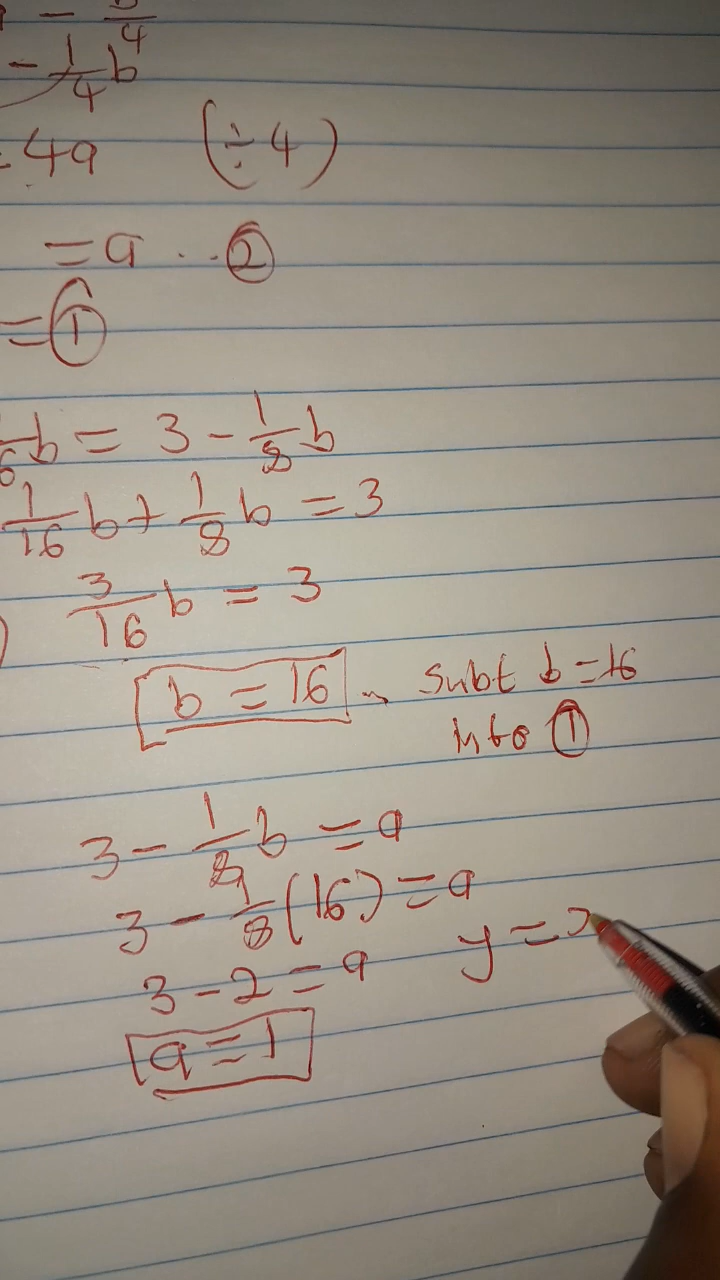 - 1/4 b
4a (÷4)
= a .. ②
= ①
b = 3 - 1/8 b
1/16 b + 1/8 b = 3
3/16 b = 3
b = 16 subt b = 16
into ①
3 - 1/8 b = a
3 - 1/8 (16) = a
3 - 2 = a y =
a = 1